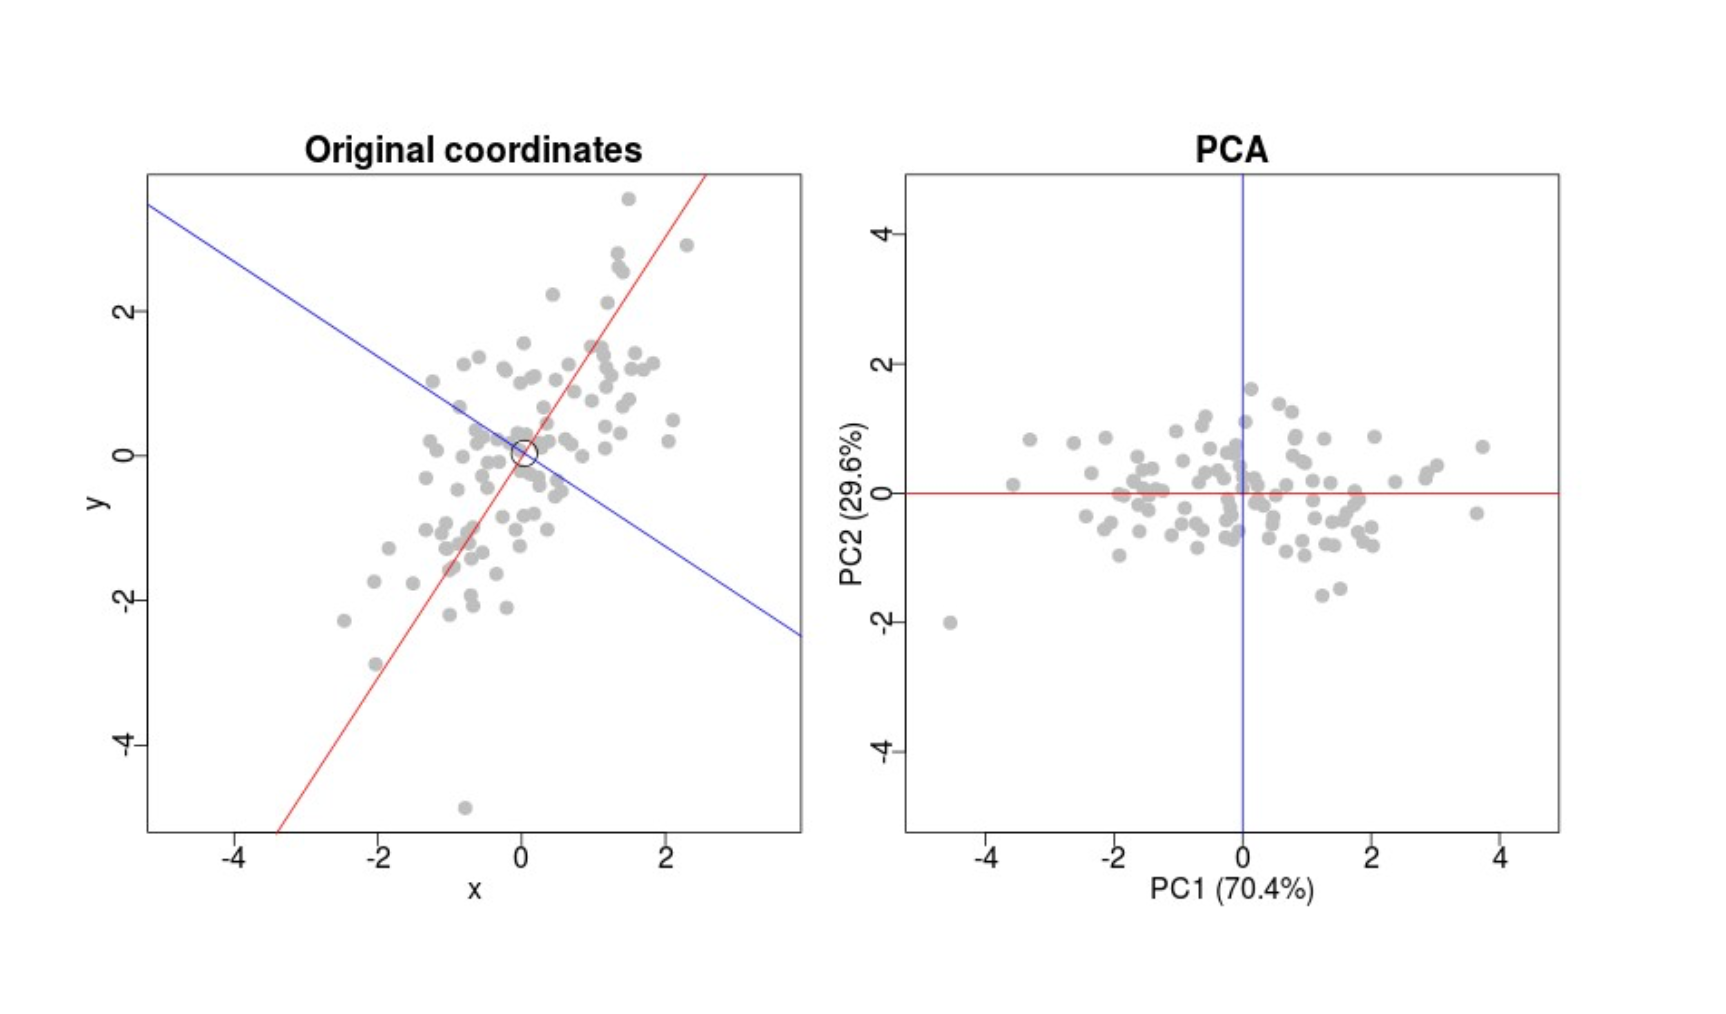 Original coordinates
2
0
-2
-4
y
-4 -2 0 2
x
PCA
4
2
0
-2
-4
PC2 (29.6%)
-4 -2 0 2 4
PC1 (70.4%)